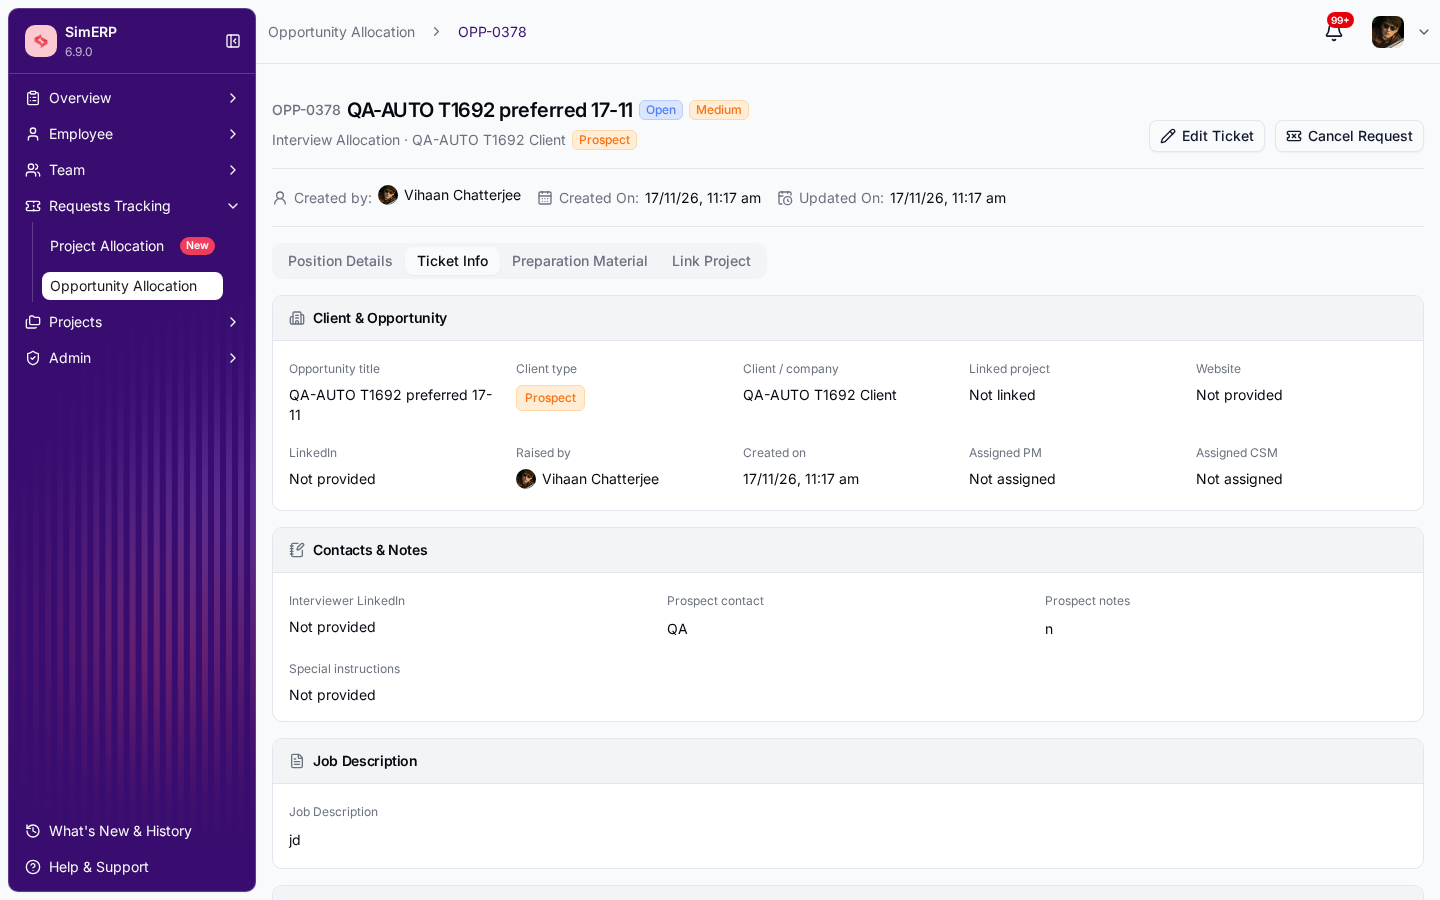 SimERP
6.9.0
Overview
Employee
Team
Requests Tracking
Project Allocation New
Opportunity Allocation
Projects
Admin
What's New & History
Help & Support
Opportunity Allocation > OPP-0378
99+
OPP-0378 QA-AUTO T1692 preferred 17-11 Open Medium
Interview Allocation · QA-AUTO T1692 Client Prospect
Edit Ticket
Cancel Request
Created by: Vihaan Chatterjee Created On: 17/11/26, 11:17 am Updated On: 17/11/26, 11:17 am
Position Details Ticket Info Preparation Material Link Project
Client & Opportunity
Opportunity title Client type Client / company Linked project Website
QA-AUTO T1692 preferred 17-
11
Prospect QA-AUTO T1692 Client Not linked Not provided
LinkedIn Raised by Created on Assigned PM Assigned CSM
Not provided Vihaan Chatterjee 17/11/26, 11:17 am Not assigned Not assigned
Contacts & Notes
Interviewer LinkedIn Prospect contact Prospect notes
Not provided QA n
Special instructions
Not provided
Job Description
Job Description
jd